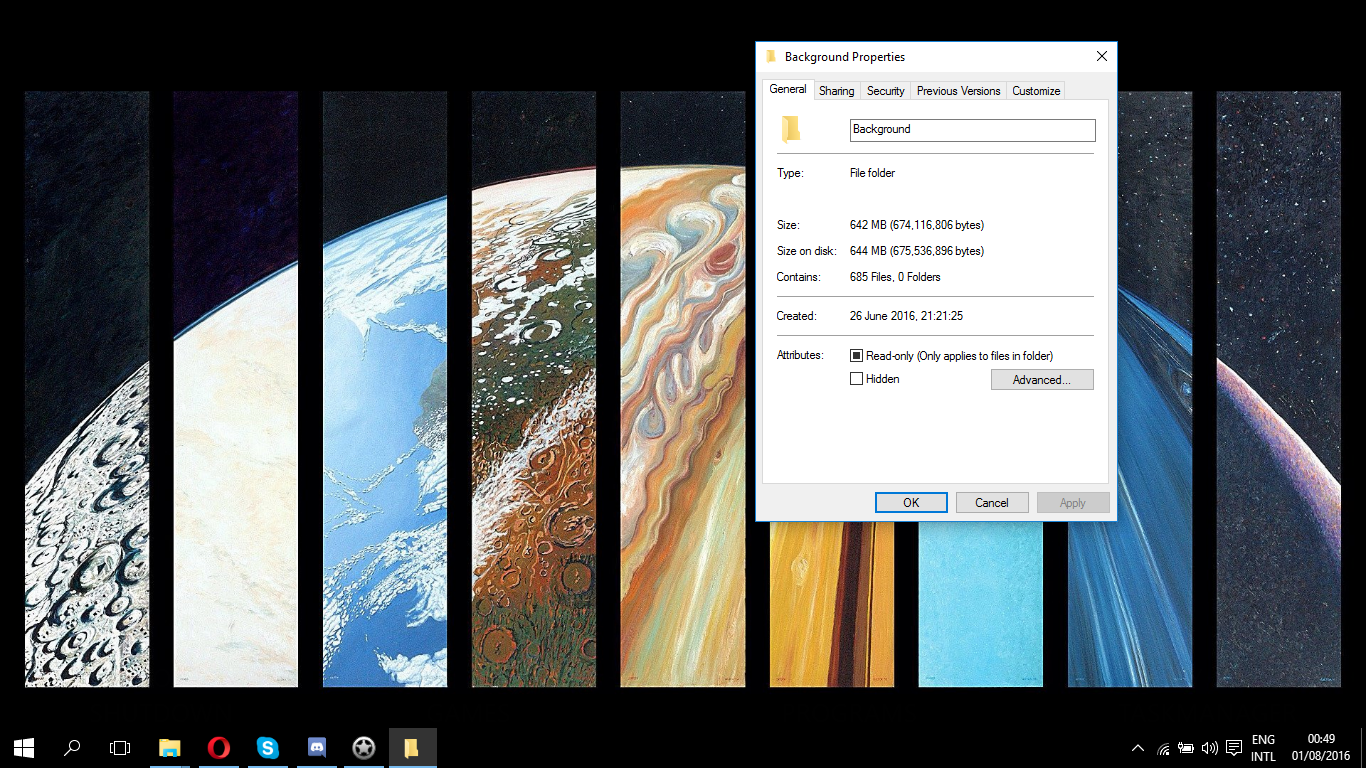 Background Properties
General Sharing Security Previous Versions Customize
Background
Type: File folder
Size: 642 MB (674,116,806 bytes)
Size on disk: 644 MB (675,536,896 bytes)
Contains: 685 Files, 0 Folders
Created: 26 June 2016, 21:21:25
Attributes: Read-only (Only applies to files in folder)
Hidden Advanced...
OK Cancel Apply
ENG 00:49
INTL 01/08/2016